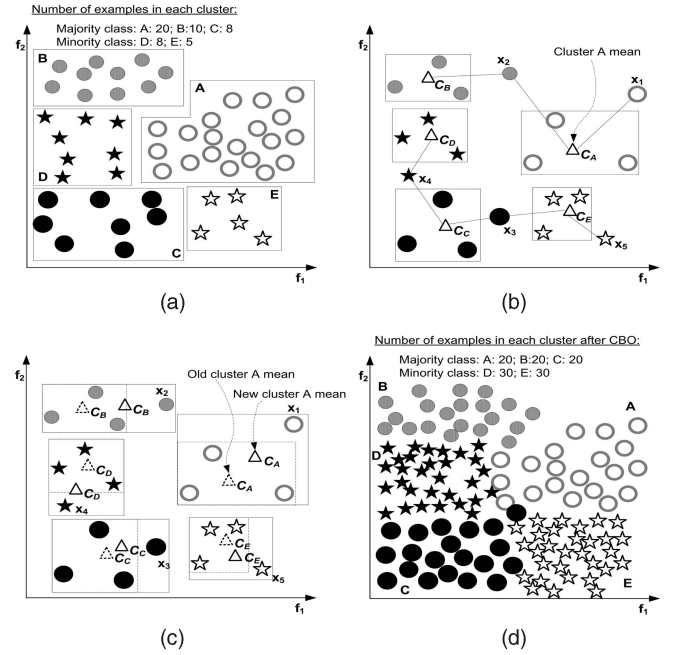 Number of examples in each cluster:
Majority class: A: 20; B:10; C: 8
Minority class: D: 8; E: 5
f2
B
A
D
E
C
f1
(a)
f2
x2
Cluster A mean
x1
CB
CD
CA
x4
CC
x3
CE
x5
f1
(b)
f2
Old cluster A mean
New cluster A mean
x2
x1
CB
CB
CA
CD
CA
CD
x4
CC
CC
x3
CE
CE
x5
f1
(c)
Number of examples in each cluster after CBO:
Majority class: A: 20; B:20; C: 20
Minority class: D: 30; E: 30
f2
B
A
D
C
E
f1
(d)